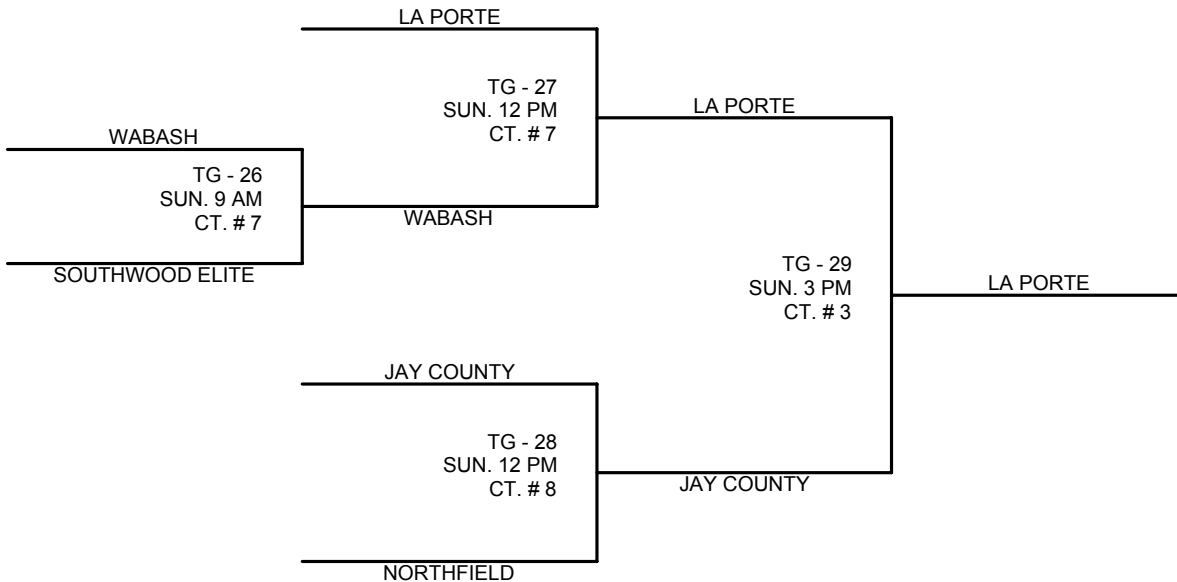 LA PORTE
TG - 27
SUN. 12 PM
CT. # 7
LA PORTE
WABASH
TG - 26
SUN. 9 AM
CT. # 7
WABASH
SOUTHWOOD ELITE
TG - 29
SUN. 3 PM
CT. # 3
LA PORTE
JAY COUNTY
TG - 28
SUN. 12 PM
CT. # 8
JAY COUNTY
NORTHFIELD